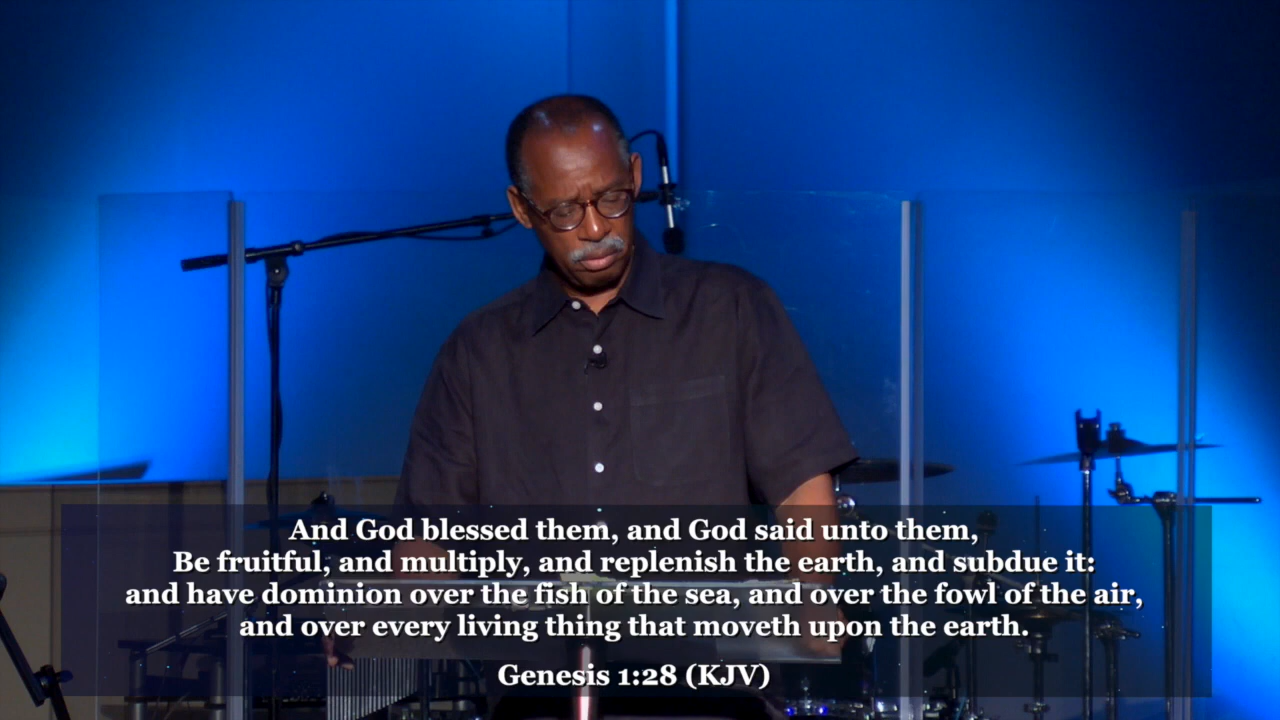 And God blessed them, and God said unto them,
Be fruitful, and multiply, and replenish the earth, and subdue it:
and have dominion over the fish of the sea, and over the fowl of the air,
and over every living thing that moveth upon the earth.
Genesis 1:28 (KJV)